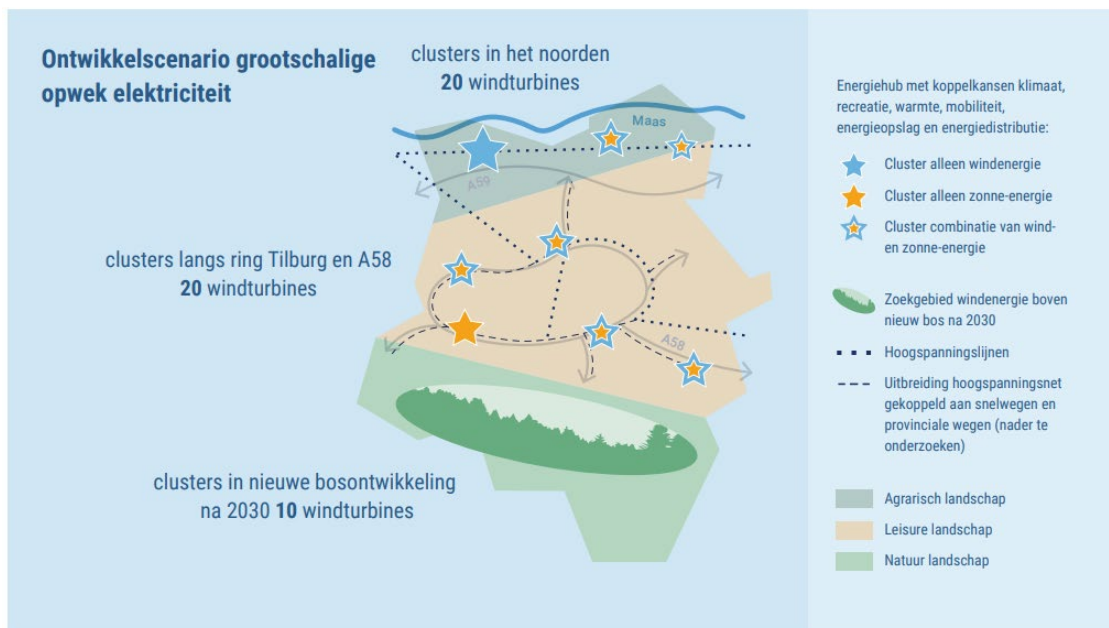 Ontwikkelscenario grootschalige
opwek elektriciteit
clusters in het noorden
20 windturbines
Maas
A59
clusters langs ring Tilburg en A58
20 windturbines
A58
clusters in nieuwe bosontwikkeling
na 2030 10 windturbines
Energiehub met koppelkansen klimaat,
recreatie, warmte, mobiliteit,
energieopslag en energiedistributie:
Cluster alleen windenergie
Cluster alleen zonne-energie
Cluster combinatie van wind-
en zonne-energie
Zoekgebied windenergie boven
nieuw bos na 2030
Hoogspanningslijnen
Uitbreiding hoogspanningsnet
gekoppeld aan snelwegen en
provinciale wegen (nader te
onderzoeken)
Agrarisch landschap
Leisure landschap
Natuur landschap